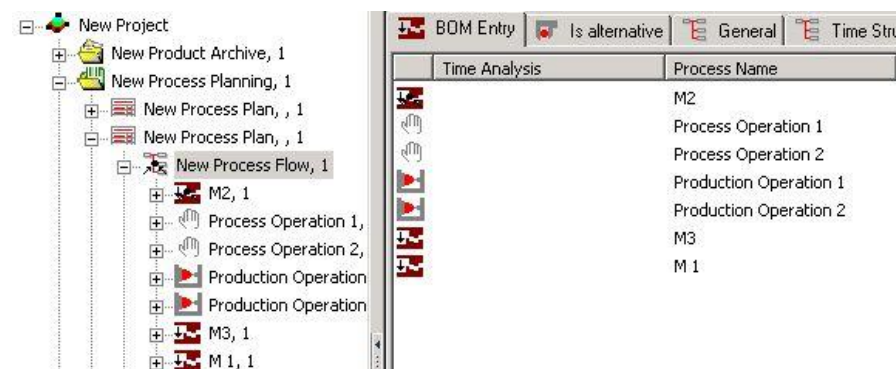 New Project
New Product Archive, 1
New Process Planning, 1
New Process Plan, , 1
New Process Plan, , 1
New Process Flow, 1
M2, 1
Process Operation 1,
Process Operation 2,
Production Operation
Production Operation
M3, 1
M 1, 1
BOM Entry Is alternative General Time Stru
Time Analysis Process Name
M2
Process Operation 1
Process Operation 2
Production Operation 1
Production Operation 2
M3
M 1